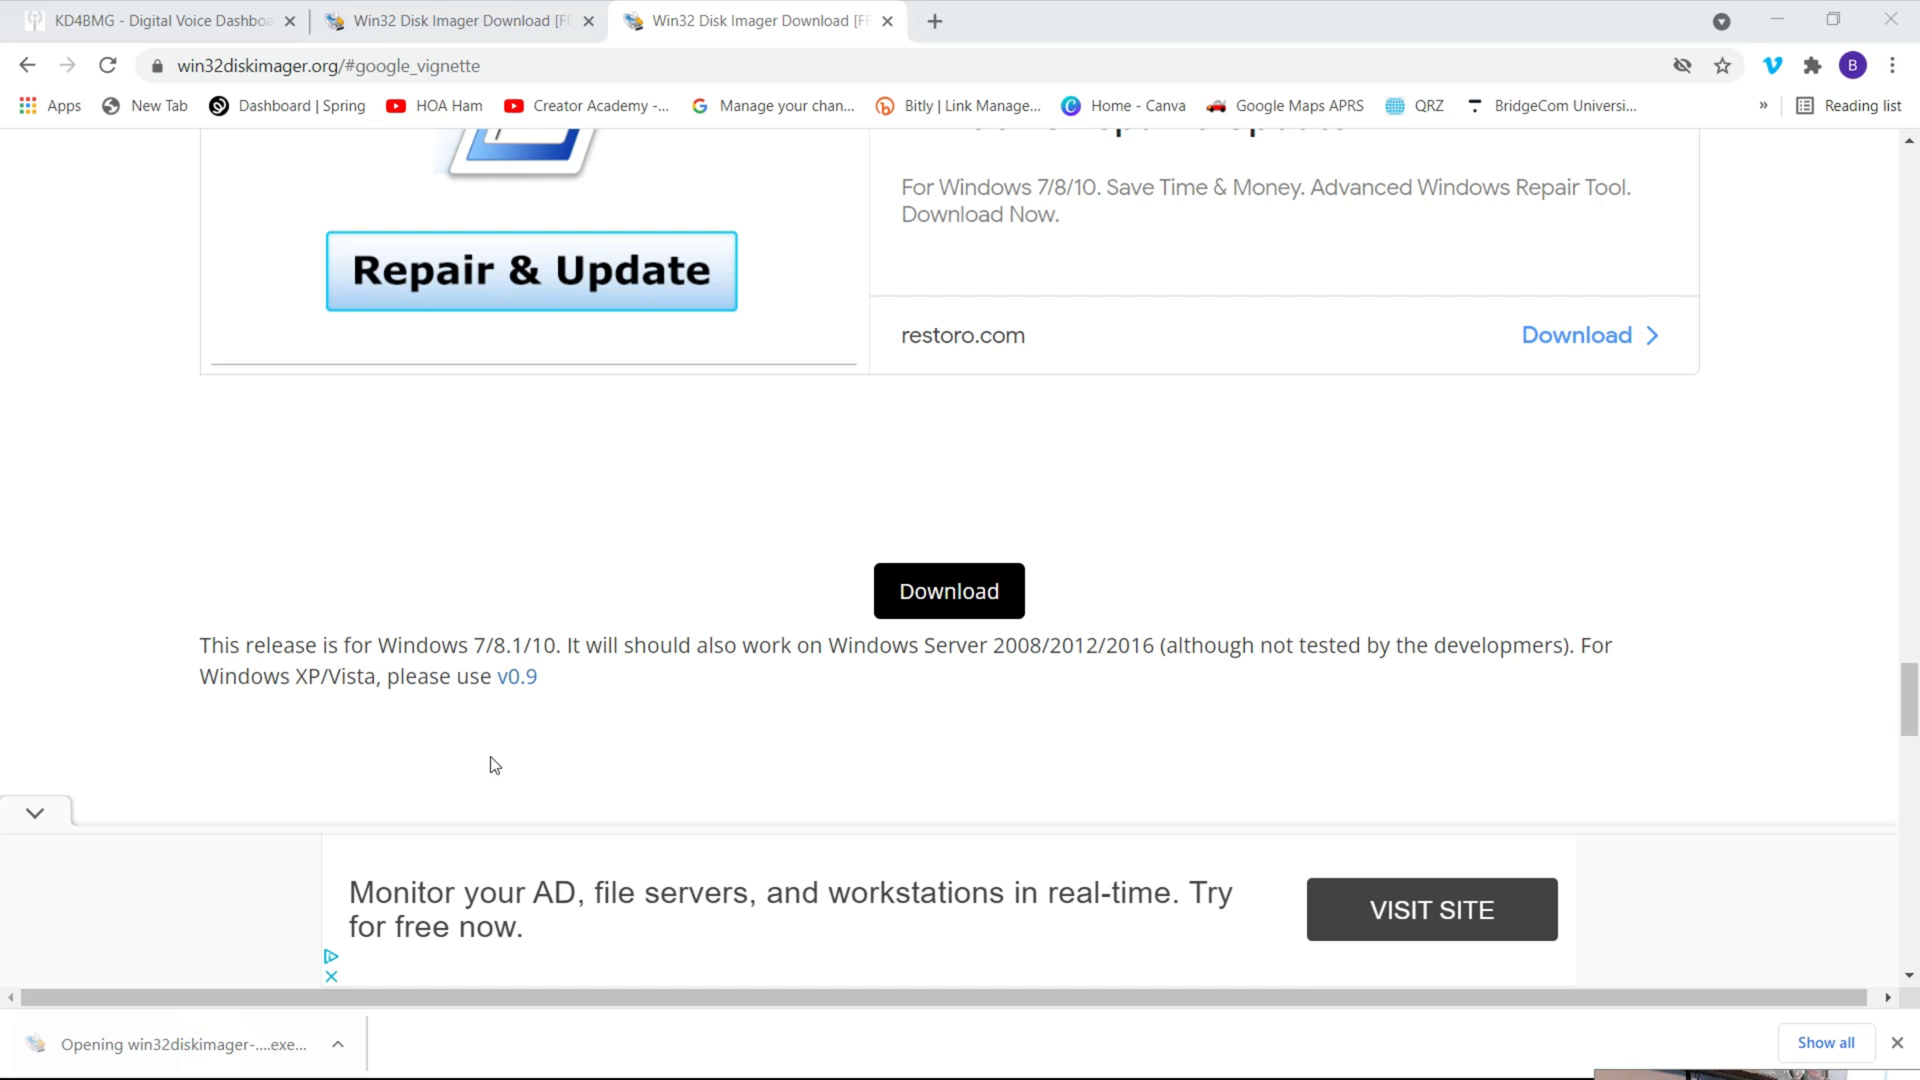 KD4BMG - Digital Voice Dashboa
Win32 Disk Imager Download [FR
Win32 Disk Imager Download [FR
win32diskimager.org/#google_vignette
B
Apps
New Tab
Dashboard | Spring
HOA Ham
Creator Academy -...
Manage your chan...
Bitly | Link Manage...
Home - Canva
Google Maps APRS
QRZ
BridgeCom Universi...
»
Reading list
For Windows 7/8/10. Save Time & Money. Advanced Windows Repair Tool.
Download Now.
Repair & Update
restoro.com
Download
Download
This release is for Windows 7/8.1/10. It will should also work on Windows Server 2008/2012/2016 (although not tested by the developmers). For
Windows XP/Vista, please use v0.9
Monitor your AD, file servers, and workstations in real-time. Try
for free now.
VISIT SITE
Opening win32diskimager-....exe...
Show all